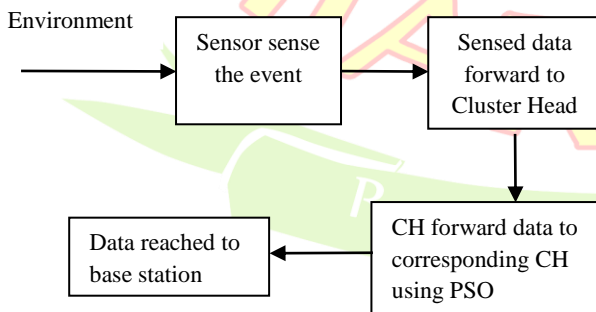 Environment
Sensor sense
the event
Sensed data
forward to
Cluster Head
CH forward data to
corresponding CH
using PSO
Data reached to
base station
P